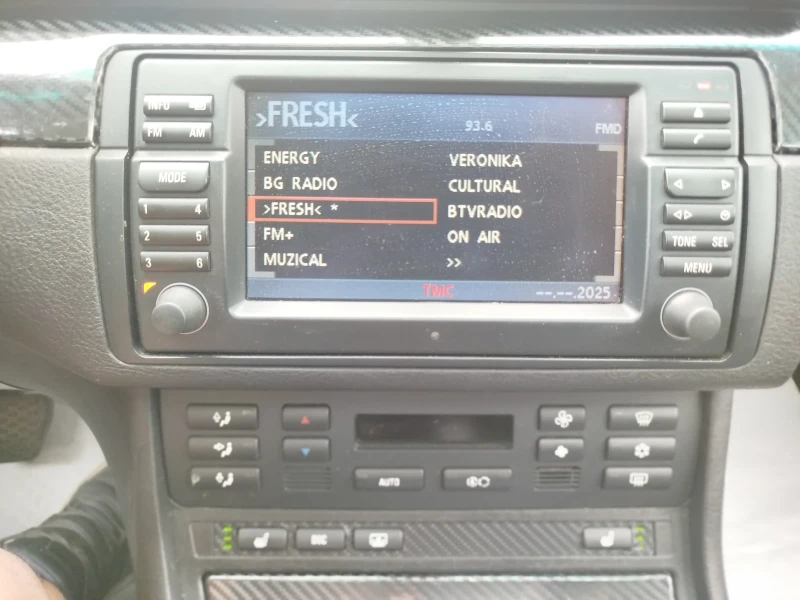 INFO
FM AM
MODE
1 4
2 5
3 6
>FRESH<
93.6 FMD
ENERGY VERONIKA
BG RADIO CULTURAL
>FRESH< * BTVRADIO
FM+ ON AIR
MUZICAL >>
TMC --.--.2025
TONE SEL
MENU
AUTO
DSC